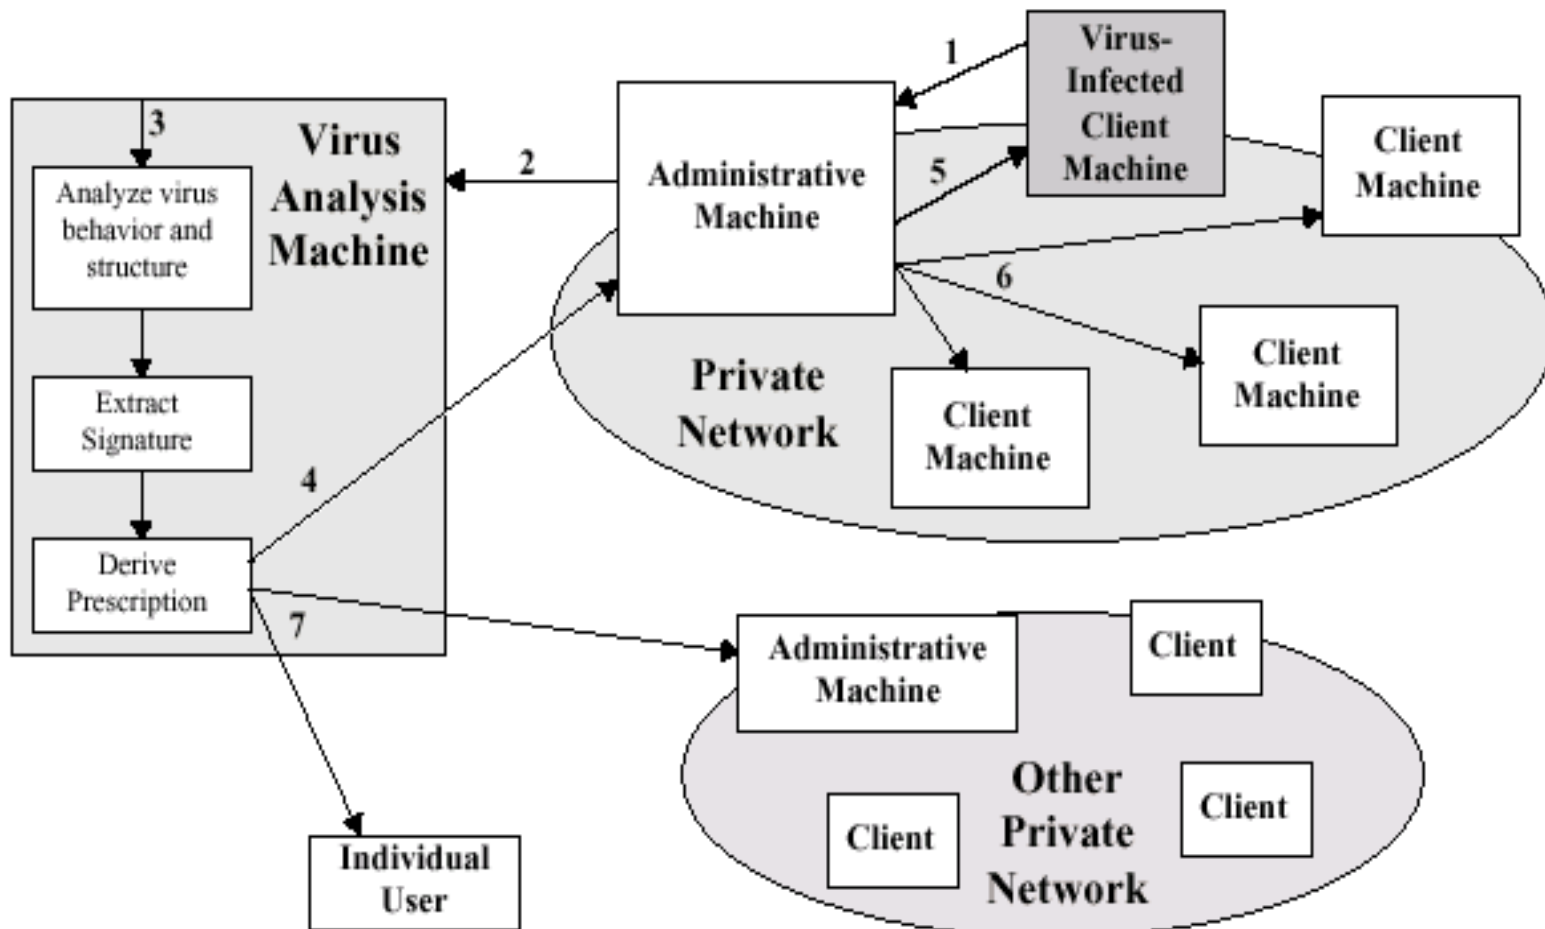 1
Virus-
Infected
Client
Machine
3
Virus
Analysis
Machine
Analyze virus
behavior and
structure
Extract
Signature
Derive
Prescription
2
Administrative
Machine
5
Client
Machine
6
Client
Machine
Private
Network
Client
Machine
4
7
Administrative
Machine
Client
Other
Private
Network
Client
Client
Individual
User